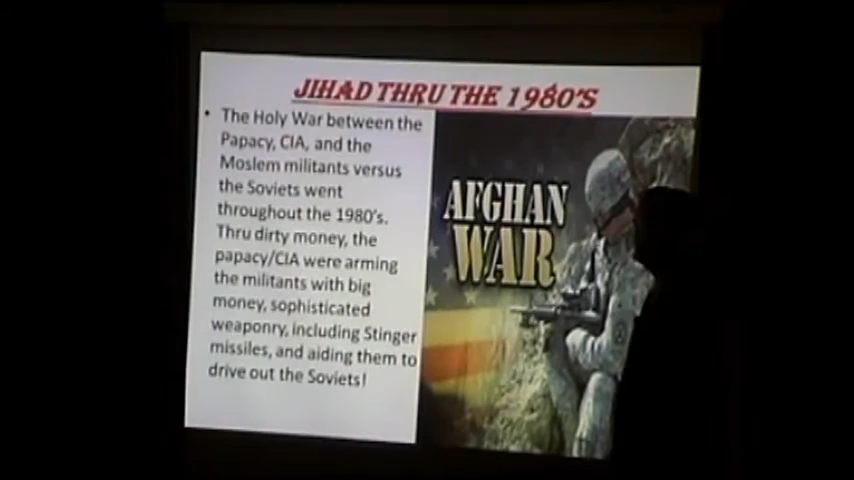 JIHAD THRU THE 1980'S
• The Holy War between the
Papacy, CIA, and the
Moslem militants versus
the Soviets went
throughout the 1980's.
Thru dirty money, the
papacy/CIA were arming
the militants with big
money, sophisticated
weaponry, including Stinger
missiles, and aiding them to
drive out the Soviets!
AFGHAN
WAR